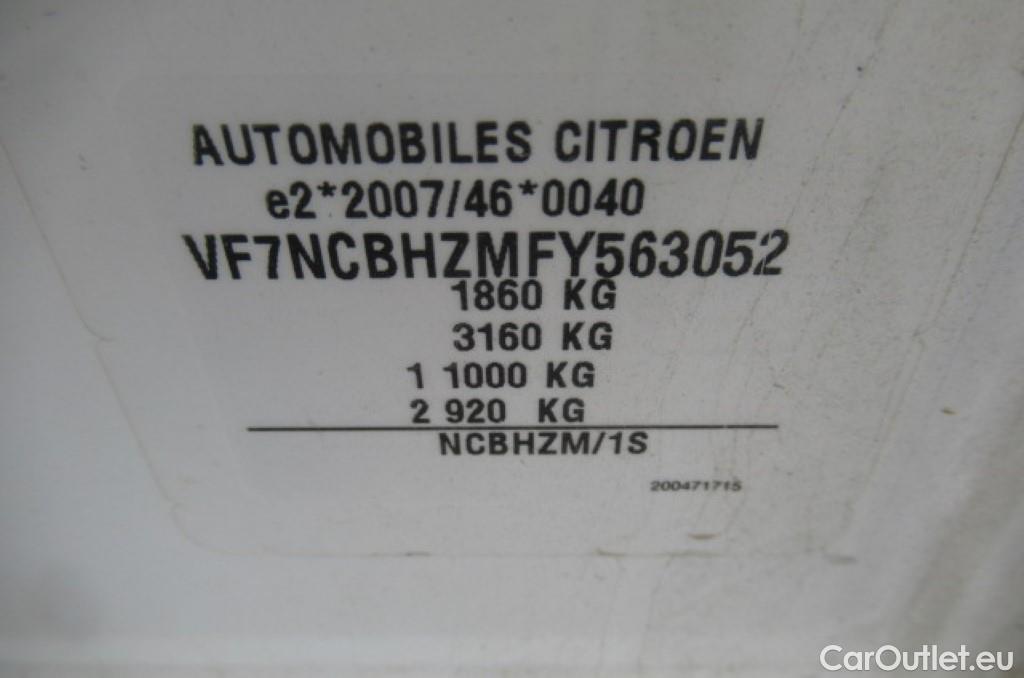 AUTOMOBILES CITROEN
e2*2007/46*0040
VF7NCBHZMFY563052
1860 KG
3160 KG
1 1000 KG
2 920 KG
NCBHZM/1S
200471715
CarOutlet.eu